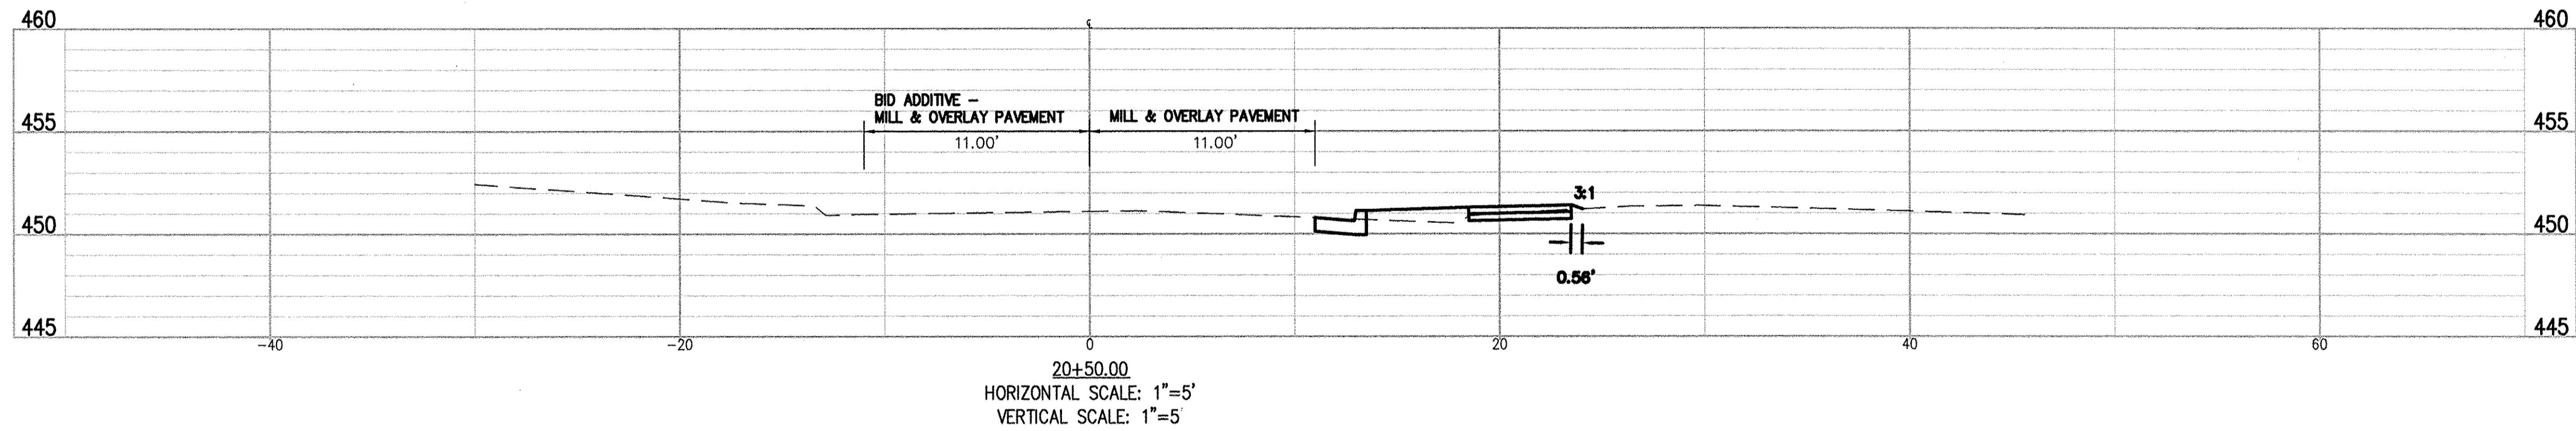 460 460
℄
BID ADDITIVE –
MILL & OVERLAY PAVEMENT MILL & OVERLAY PAVEMENT
455 455
11.00' 11.00'
3:1
450 450
0.56'
445 445
-40 -20 0 20 40 60
20+50.00
HORIZONTAL SCALE: 1"=5'
VERTICAL SCALE: 1"=5'